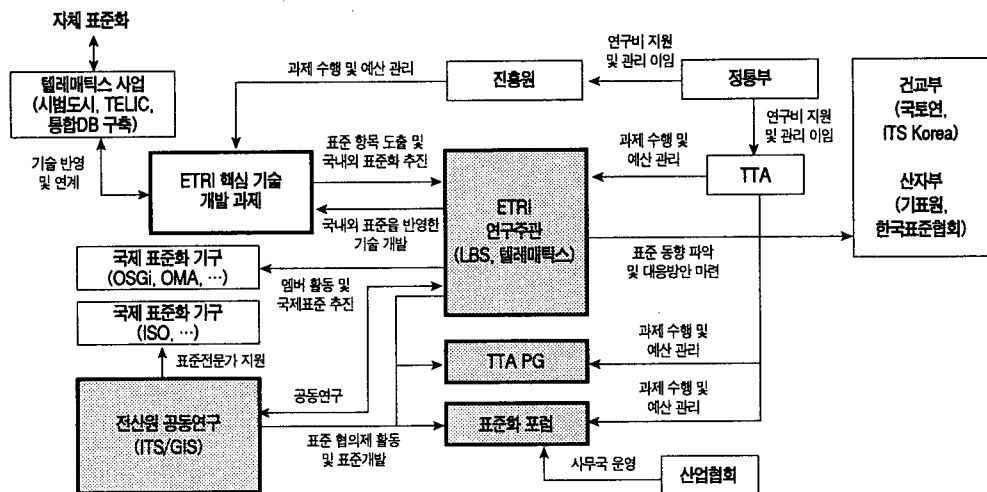 자체 표준화
텔레매틱스 사업
(시범도시, TELIC,
통합DB 구축)
기술 반영
및 연계
과제 수행 및 예산 관리
진흥원
연구비 지원
및 관리 이임
정통부
연구비 지원
및 관리 이임
TTA
과제 수행 및
예산 관리
건교부
(국토연,
ITS Korea)
산자부
(기표원,
한국표준협회)
ETRI 핵심 기술
개발 과제
표준 항목 도출 및
국내외 표준화 추진
국내외 표준을 반영한
기술 개발
ETRI
연구주관
(LBS, 텔레매틱스)
표준 동향 파악
및 대응방안 마련
국제 표준화 기구
(OSGi, OMA, …)
멤버 활동 및
국제표준 추진
국제 표준화 기구
(ISO, …)
표준전문가 지원
전산원 공동연구
(ITS/GIS)
공동연구
표준 협의제 활동
및 표준개발
TTA PG
과제 수행 및
예산 관리
표준화 포럼
과제 수행 및
예산 관리
사무국 운영
산업협회